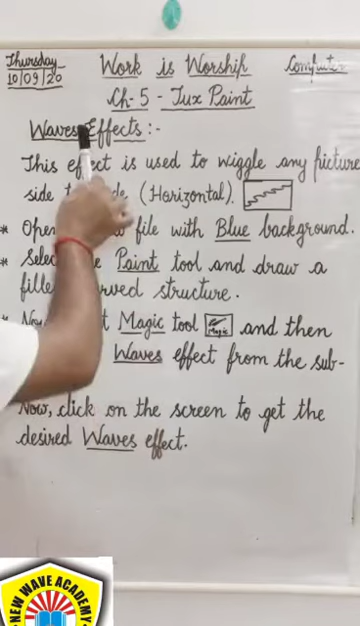 Thursday
10/09/20
Work is Worship
Computer
Ch-5 - Tux Paint
Waves Effects :-
This effect is used to wiggle any picture
side (Horizontal).
* Open file with Blue background.
* Paint tool and draw a
structure.
* Magic tool Magic and then
Waves effect from the sub-
Now, click on the screen to get the
desired Waves effect.
NEW WAVE ACADEMY